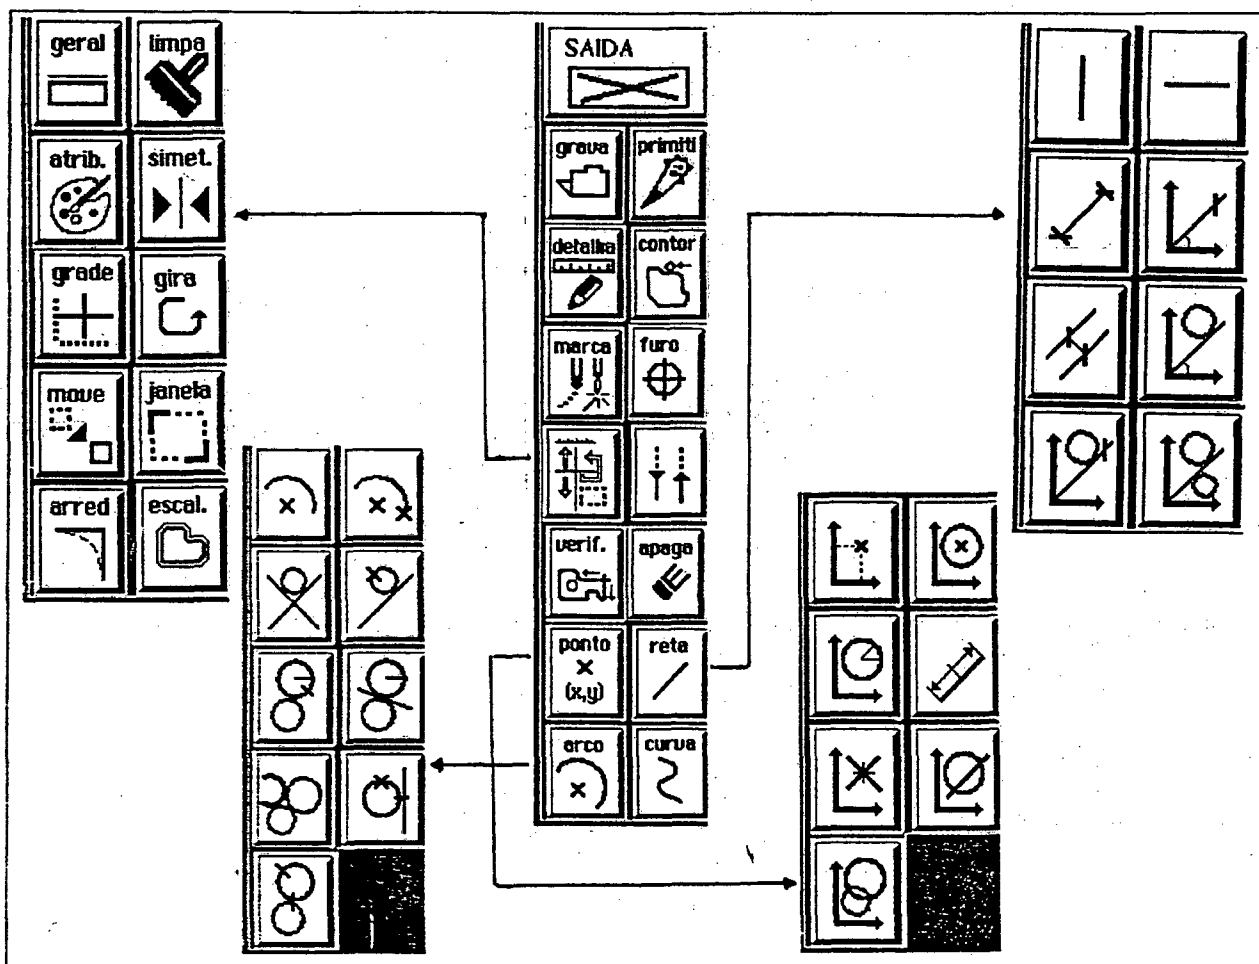 geral limpa
atrib. simet.
grade gira
move janela
arred escal.
SAIDA
grava primiti
detalha contor
marca furo
verif. apaga
ponto reta
(x,y)
arco curva